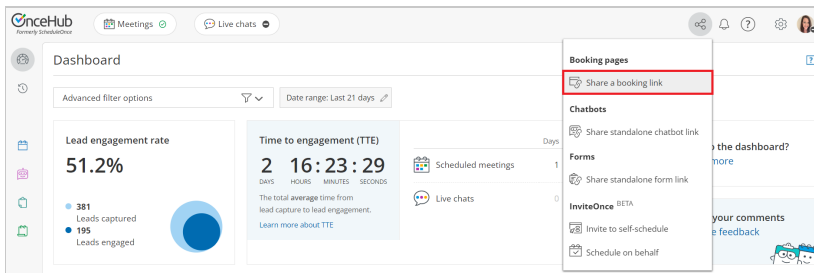 OnceHub
Formerly ScheduleOnce
Meetings
Live chats
Dashboard
Advanced filter options
Date range: Last 21 days
Lead engagement rate
51.2%
381
Leads captured
195
Leads engaged
Time to engagement (TTE)
2 16 : 23 : 29
DAYS HOURS MINUTES SECONDS
The total average time from
lead capture to lead engagement.
Learn more about TTE
Days
Scheduled meetings 1
Live chats 0
Booking pages
Share a booking link
Chatbots
Share standalone chatbot link
Forms
Share standalone form link
InviteOnce BETA
Invite to self-schedule
Schedule on behalf
?
?
the dashboard?
more
your comments
feedback